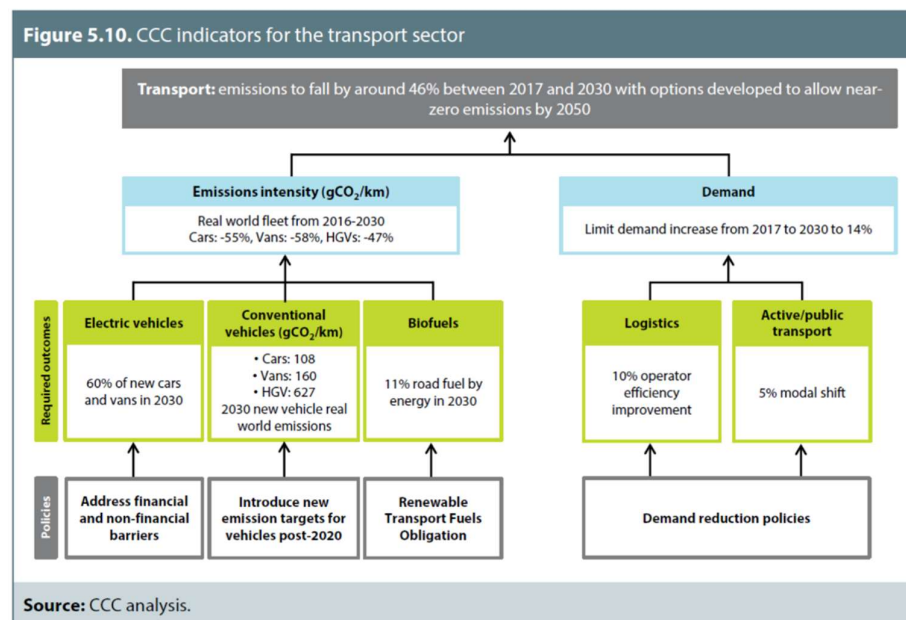 Figure 5.10. CCC indicators for the transport sector
Transport: emissions to fall by around 46% between 2017 and 2030 with options developed to allow near-
zero emissions by 2050
Emissions intensity (gCO₂/km)
Real world fleet from 2016-2030
Cars: -55%, Vans: -58%, HGVs: -47%
Demand
Limit demand increase from 2017 to 2030 to 14%
Required outcomes
Electric vehicles
60% of new cars
and vans in 2030
Conventional
vehicles (gCO₂/km)
• Cars: 108
• Vans: 160
• HGV: 627
2030 new vehicle real
world emissions
Biofuels
11% road fuel by
energy in 2030
Logistics
10% operator
efficiency
improvement
Active/public
transport
5% modal shift
Policies
Address financial
and non-financial
barriers
Introduce new
emission targets for
vehicles post-2020
Renewable
Transport Fuels
Obligation
Demand reduction policies
Source: CCC analysis.